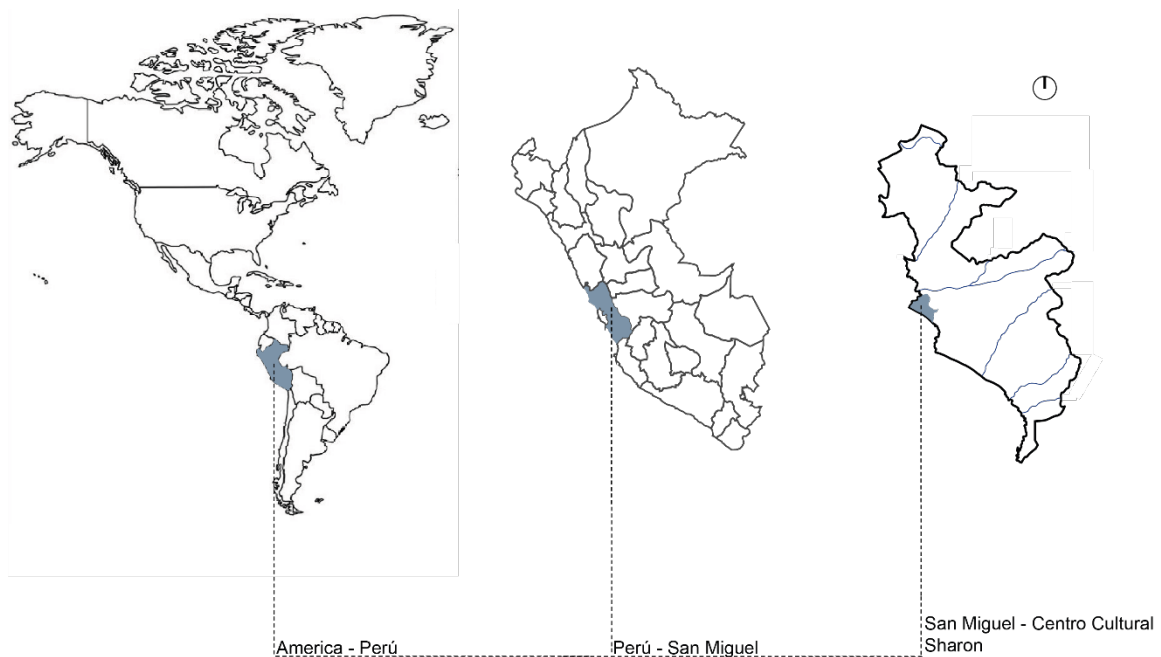 America - Perú
Perú - San Miguel
San Miguel - Centro Cultural
Sharon